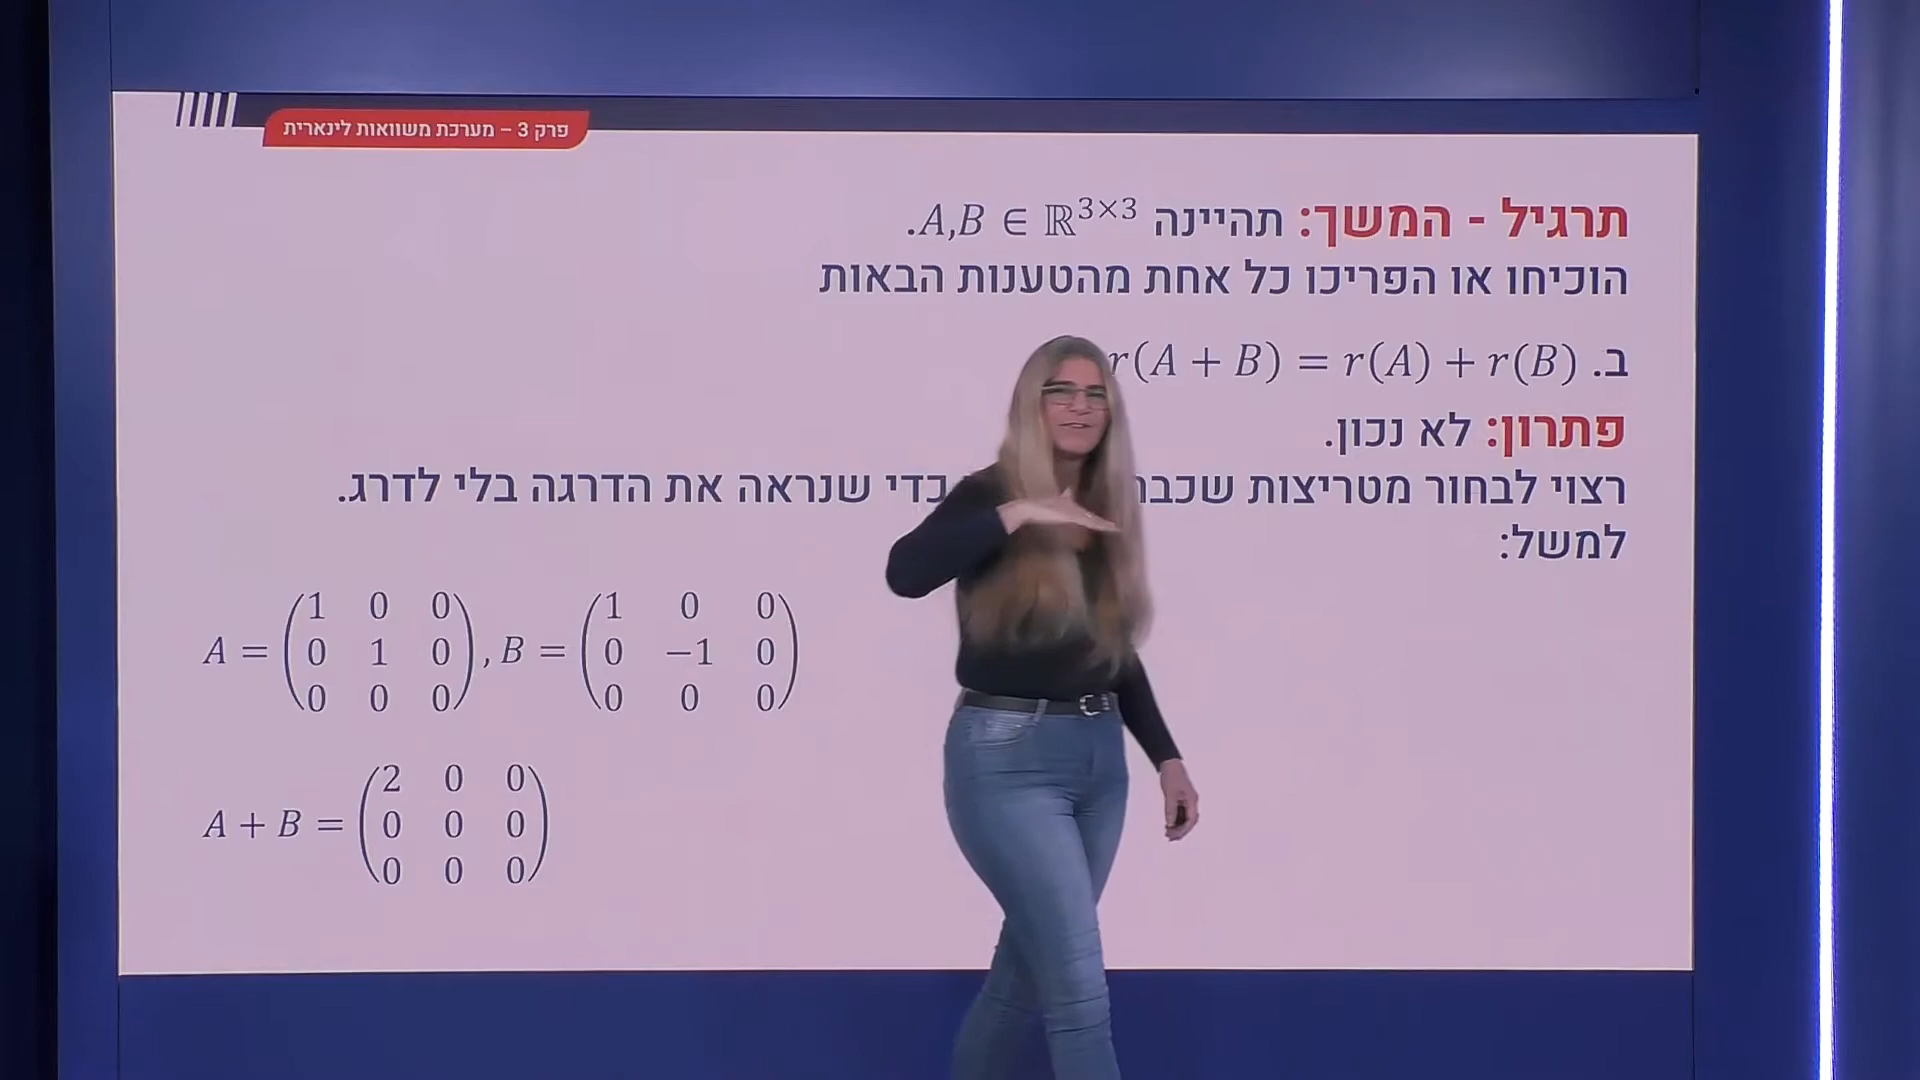 פרק 3 – מערכת משוואות לינארית
תרגיל - המשך: תהיינה A,B ∈ ℝ^{3×3}.
הוכיחו או הפריכו כל אחת מהטענות הבאות
ב. r(A + B) = r(A) + r(B)
פתרון: לא נכון.
רצוי לבחור מטריצות שכבר כדי שנראה את הדרגה בלי לדרג.
למשל:
A = (1 0 0; 0 1 0; 0 0 0), B = (1 0 0; 0 −1 0; 0 0 0)
A + B = (2 0 0; 0 0 0; 0 0 0)